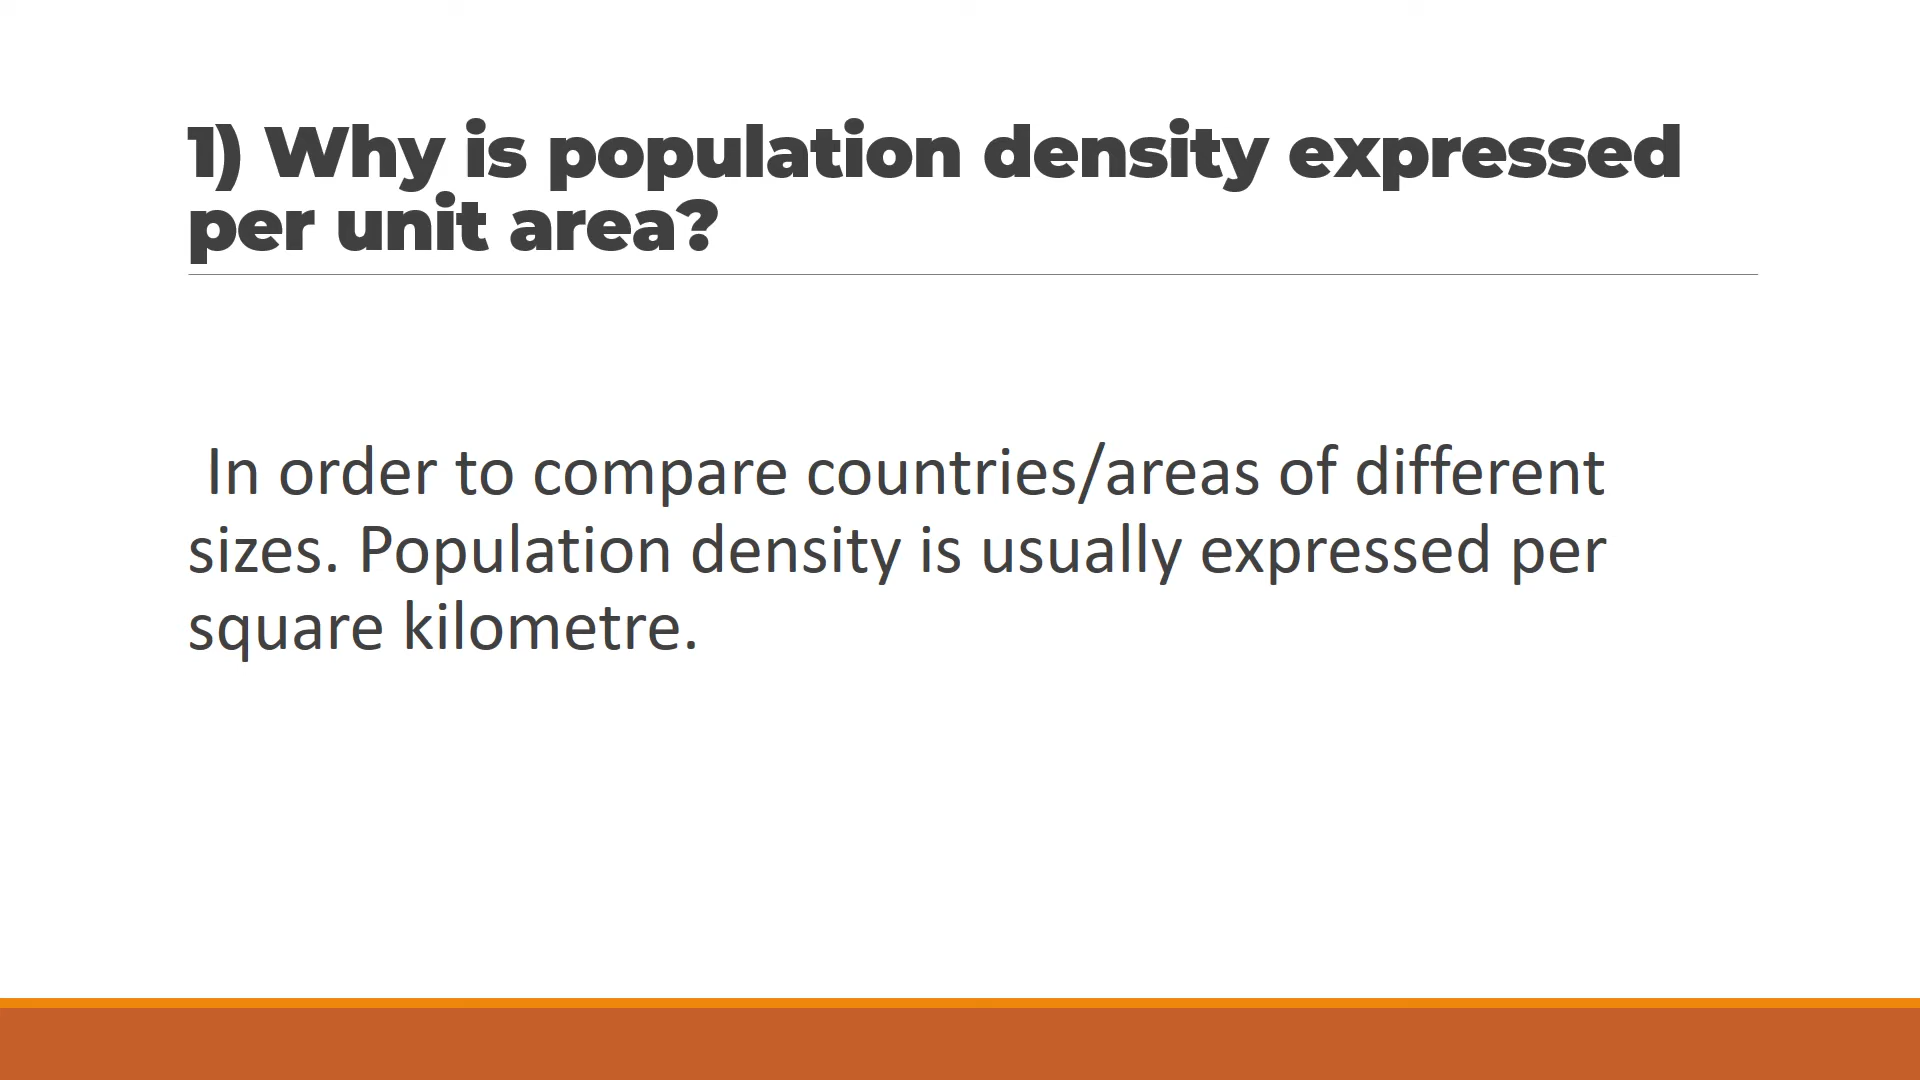 1) Why is population density expressed
per unit area?
In order to compare countries/areas of different
sizes. Population density is usually expressed per
square kilometre.